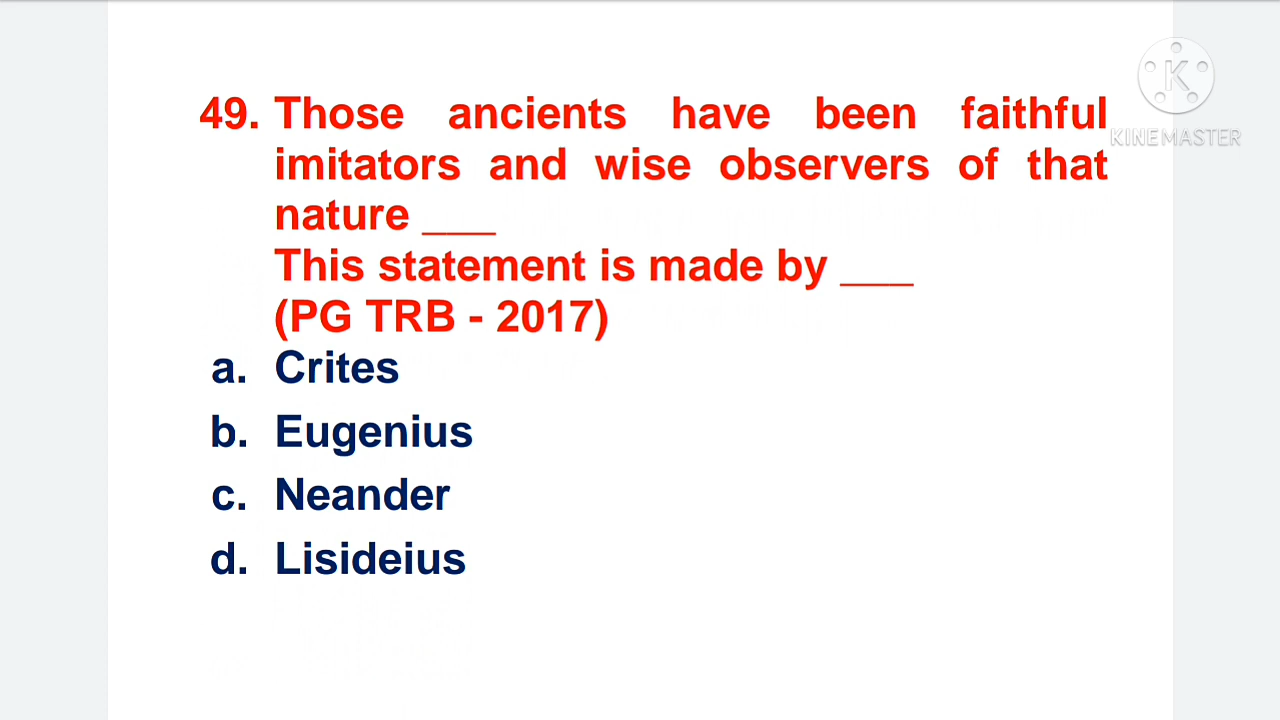 49. Those ancients have been faithful
imitators and wise observers of that
nature ___
This statement is made by ___
(PG TRB - 2017)
a. Crites
b. Eugenius
c. Neander
d. Lisideius
K
KINEMASTER